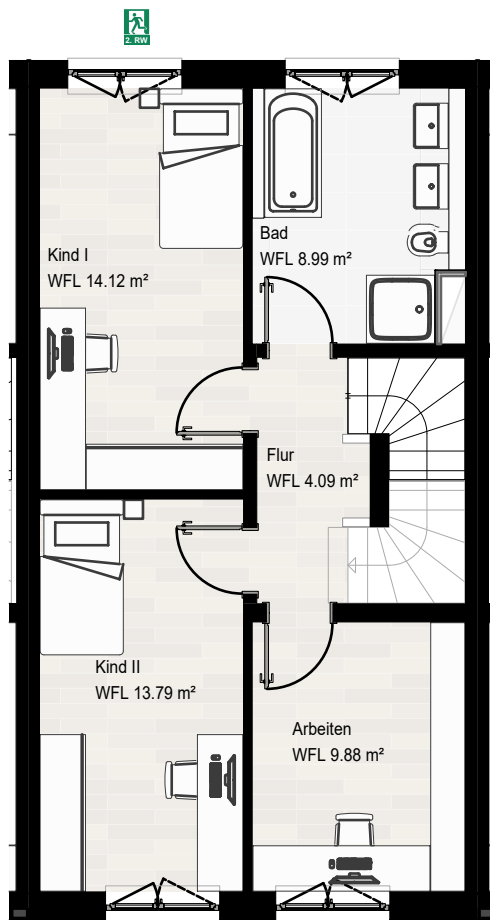 2. RW
Bad
WFL 8.99 m²
Kind I
WFL 14.12 m²
Flur
WFL 4.09 m²
Kind II
WFL 13.79 m²
Arbeiten
WFL 9.88 m²